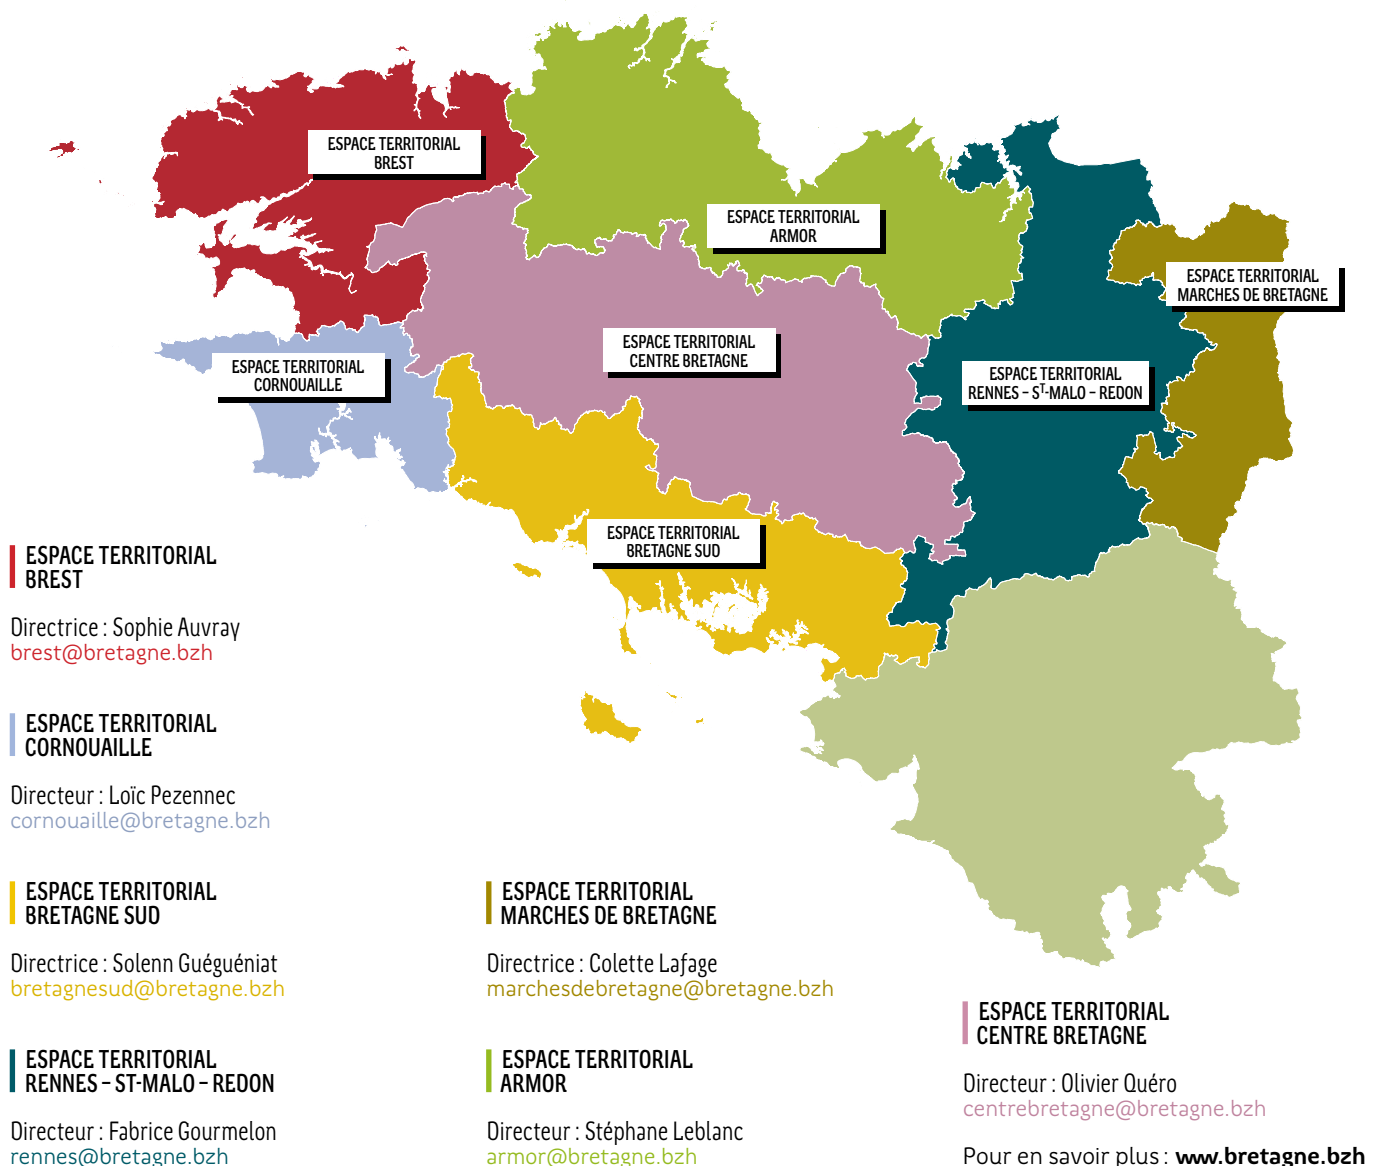 ESPACE TERRITORIAL
BREST
ESPACE TERRITORIAL
ARMOR
ESPACE TERRITORIAL
MARCHES DE BRETAGNE
ESPACE TERRITORIAL
CENTRE BRETAGNE
ESPACE TERRITORIAL
CORNOUAILLE
ESPACE TERRITORIAL
RENNES – ST-MALO – REDON
ESPACE TERRITORIAL
BRETAGNE SUD
ESPACE TERRITORIAL
BREST
Directrice : Sophie Auvray
brest@bretagne.bzh
ESPACE TERRITORIAL
CORNOUAILLE
Directeur : Loïc Pezennec
cornouaille@bretagne.bzh
ESPACE TERRITORIAL
BRETAGNE SUD
Directrice : Solenn Guéguéniat
bretagnesud@bretagne.bzh
ESPACE TERRITORIAL
RENNES – ST-MALO – REDON
Directeur : Fabrice Gourmelon
rennes@bretagne.bzh
ESPACE TERRITORIAL
MARCHES DE BRETAGNE
Directrice : Colette Lafage
marchesdebretagne@bretagne.bzh
ESPACE TERRITORIAL
ARMOR
Directeur : Stéphane Leblanc
armor@bretagne.bzh
ESPACE TERRITORIAL
CENTRE BRETAGNE
Directeur : Olivier Quéro
centrebretagne@bretagne.bzh
Pour en savoir plus : www.bretagne.bzh